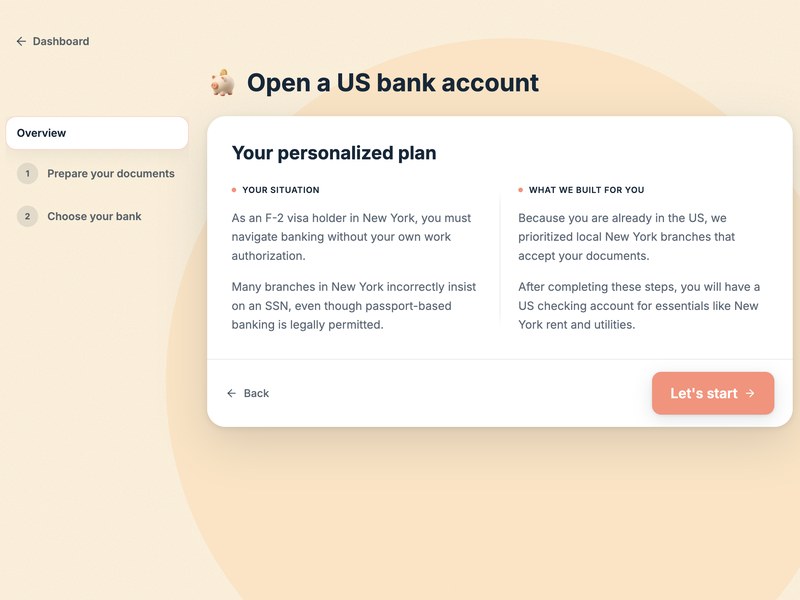 Dashboard
Open a US bank account
Overview
1 Prepare your documents
2 Choose your bank
Your personalized plan
YOUR SITUATION
As an F-2 visa holder in New York, you must
navigate banking without your own work
authorization.
Many branches in New York incorrectly insist
on an SSN, even though passport-based
banking is legally permitted.
WHAT WE BUILT FOR YOU
Because you are already in the US, we
prioritized local New York branches that
accept your documents.
After completing these steps, you will have a
US checking account for essentials like New
York rent and utilities.
Back
Let's start